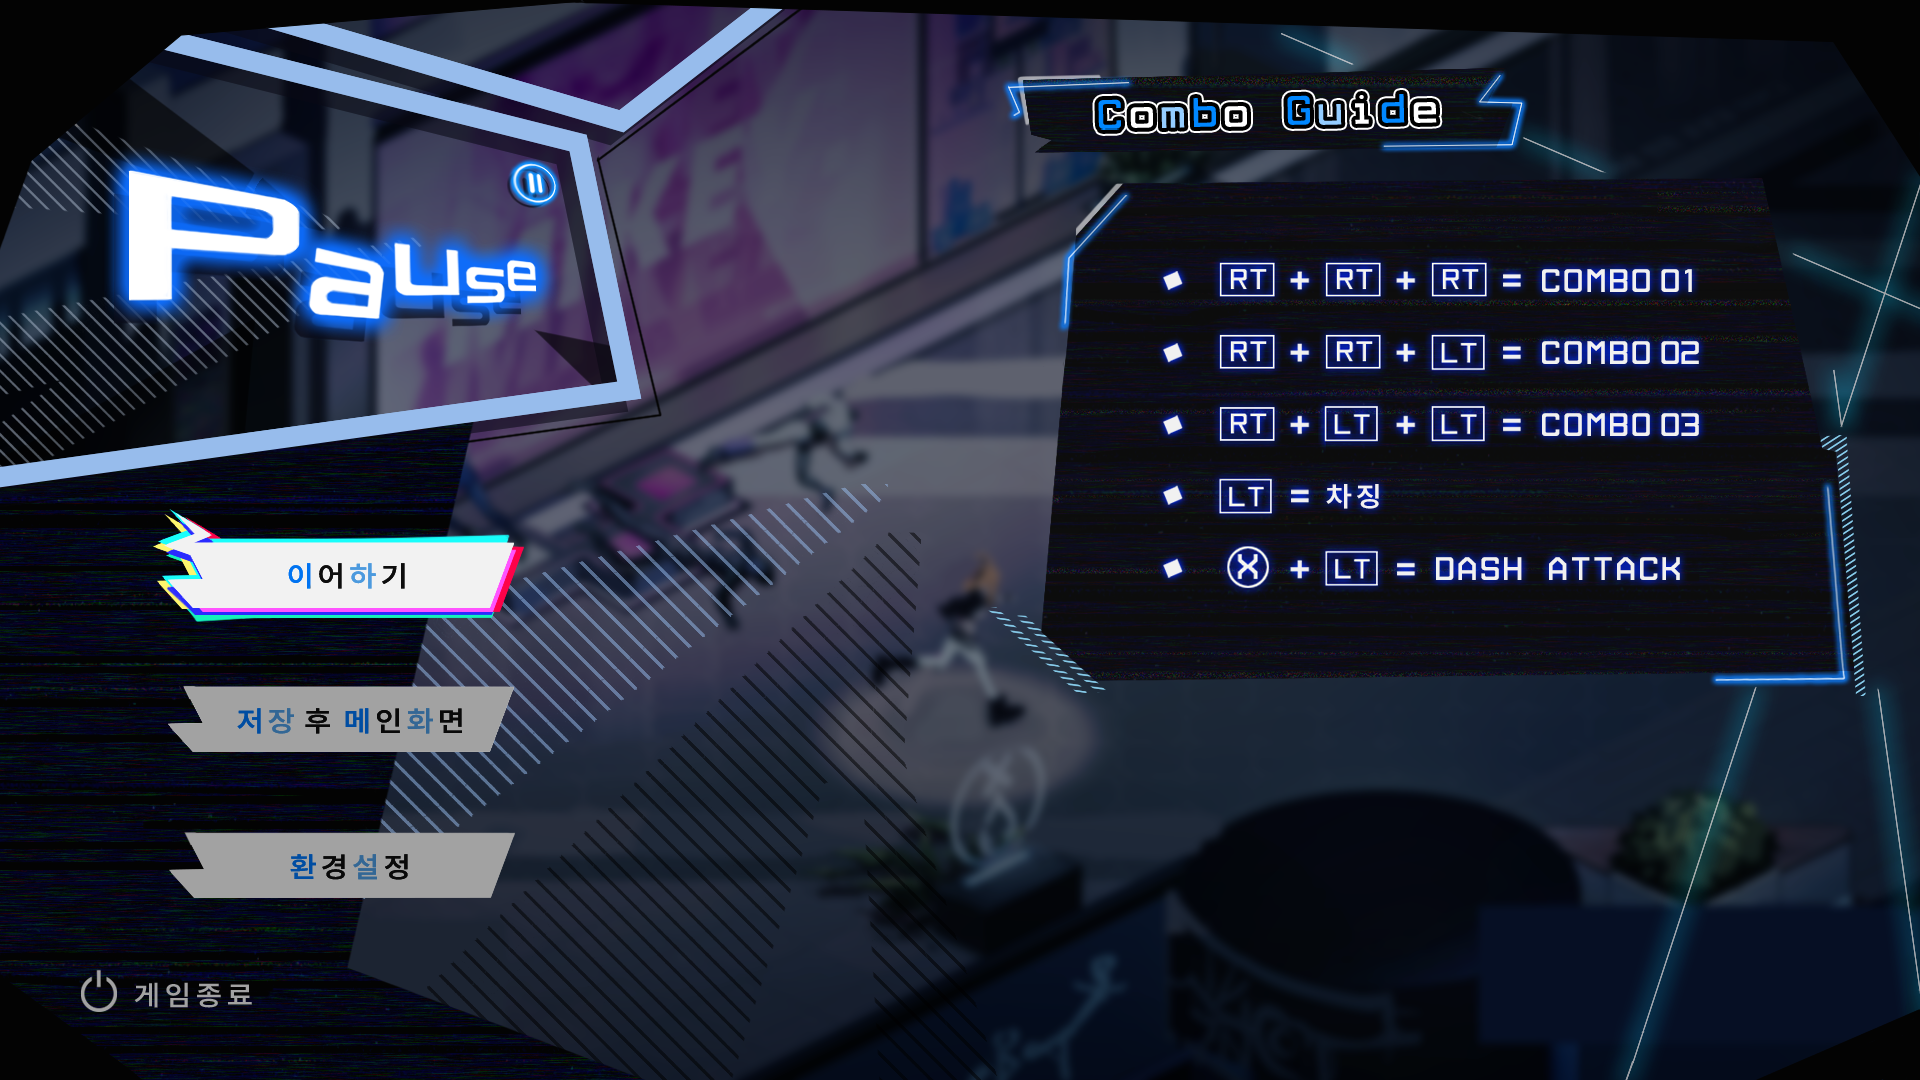 Pause
이어하기
저장 후 메인화면
환경설정
게임종료
Combo Guide
RT + RT + RT = COMBO 01
RT + RT + LT = COMBO 02
RT + LT + LT = COMBO 03
LT = 차징
X + LT = DASH ATTACK